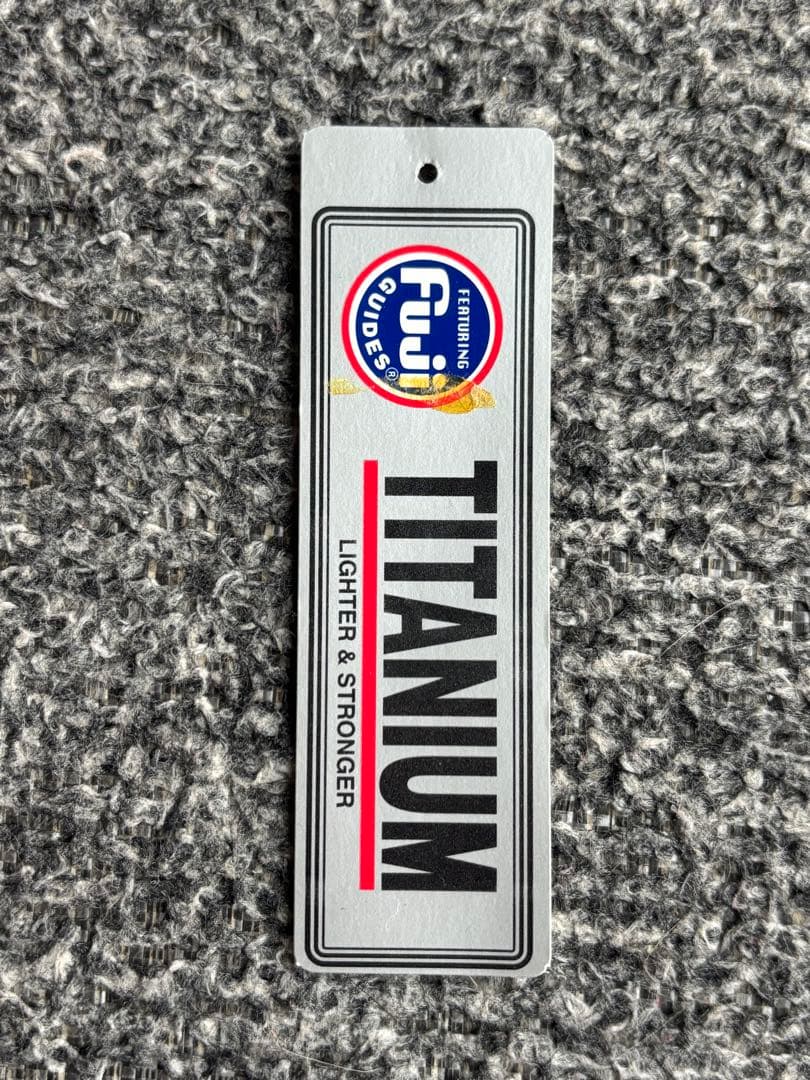 FEATURING
Fuji
GUIDES®
TITANIUM
LIGHTER & STRONGER